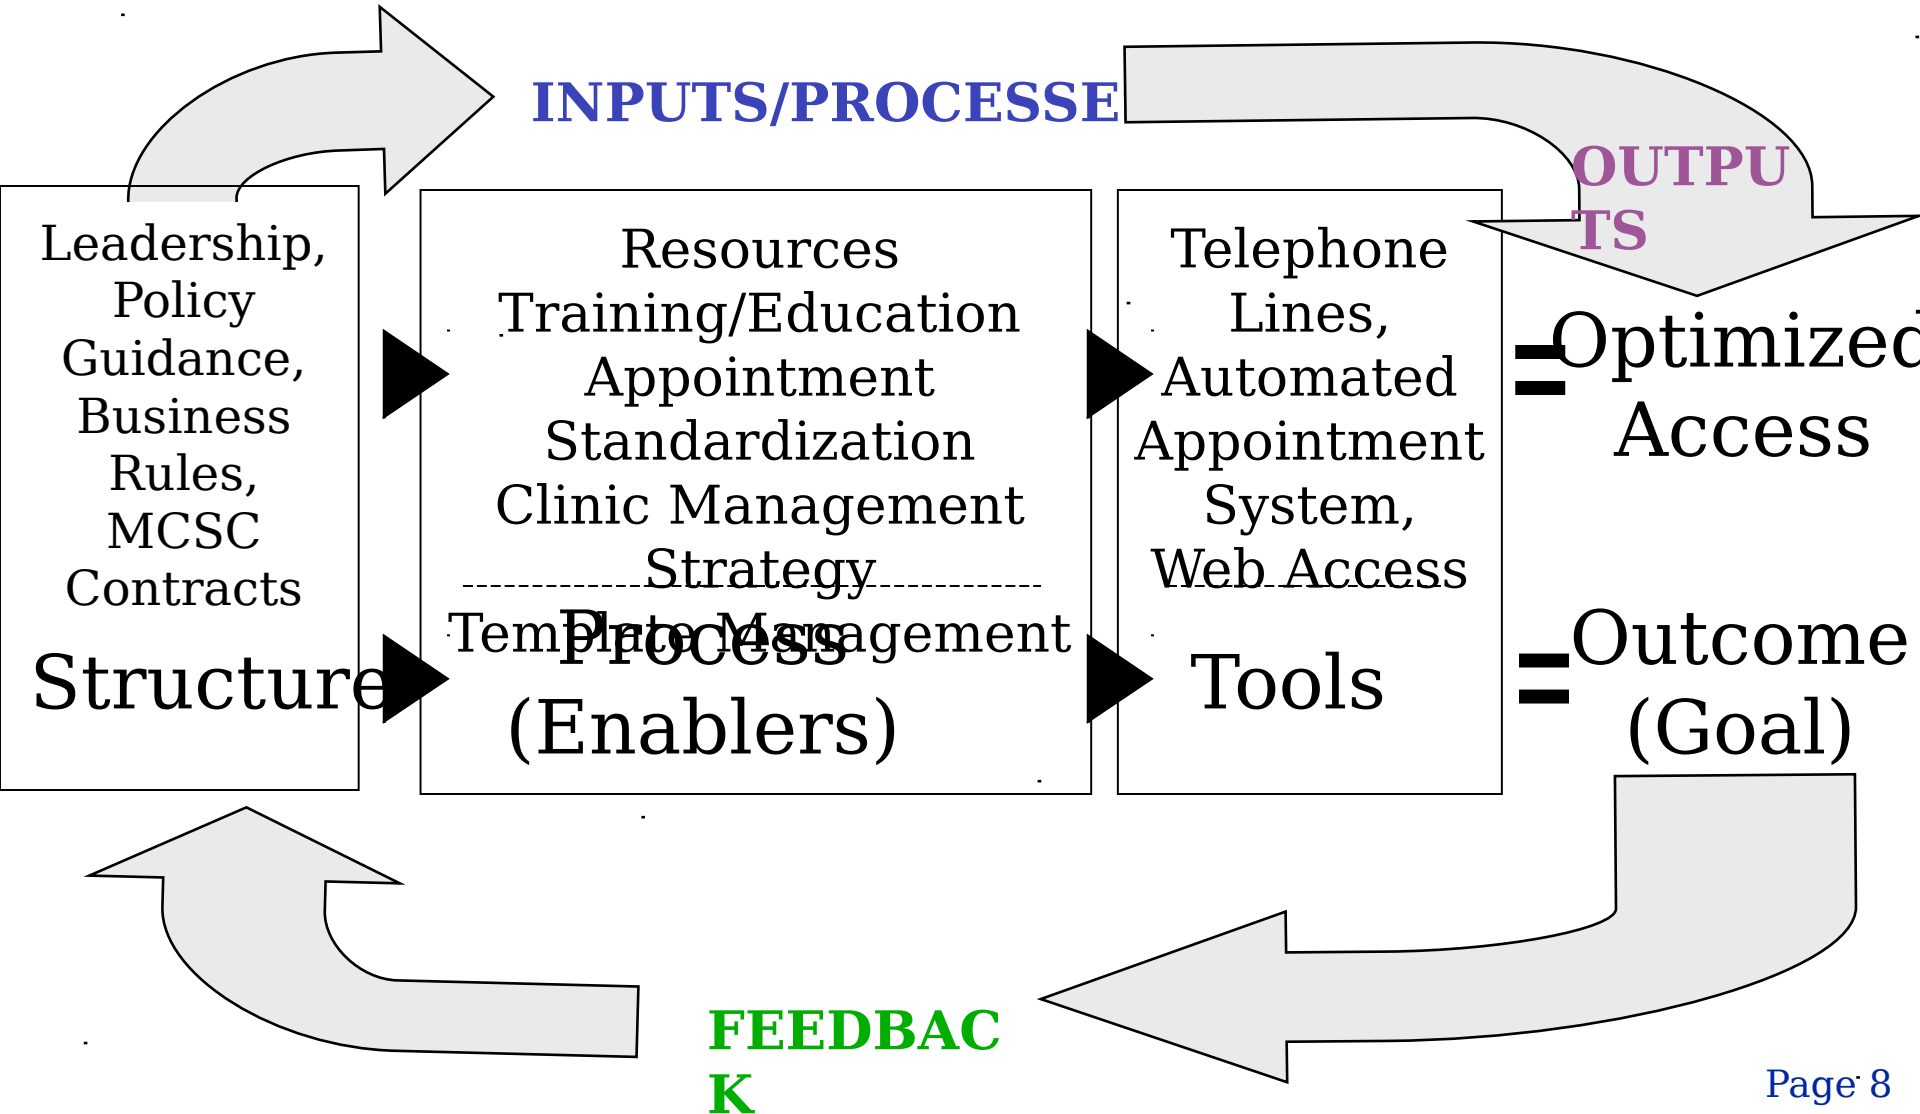 INPUTS/PROCESSE
OUTPU
TS
Leadership,
Policy
Guidance,
Business
Rules,
MCSC
Contracts
Structure
Resources
Training/Education
Appointment
Standardization
Clinic Management
Strategy
Template Management
Process
(Enablers)
Telephone
Lines,
Automated
Appointment
System,
Web Access
Tools
=
Optimized
Access
=
Outcome
(Goal)
FEEDBAC
K
Page 8